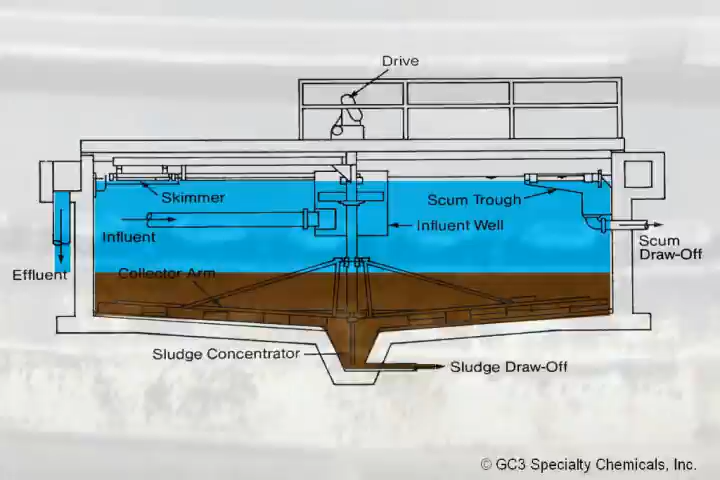 Drive
Skimmer
Scum Trough
Influent Well
Influent
Scum
Draw-Off
Effluent
Collector Arm
Sludge Concentrator
Sludge Draw-Off
© GC3 Specialty Chemicals, Inc.